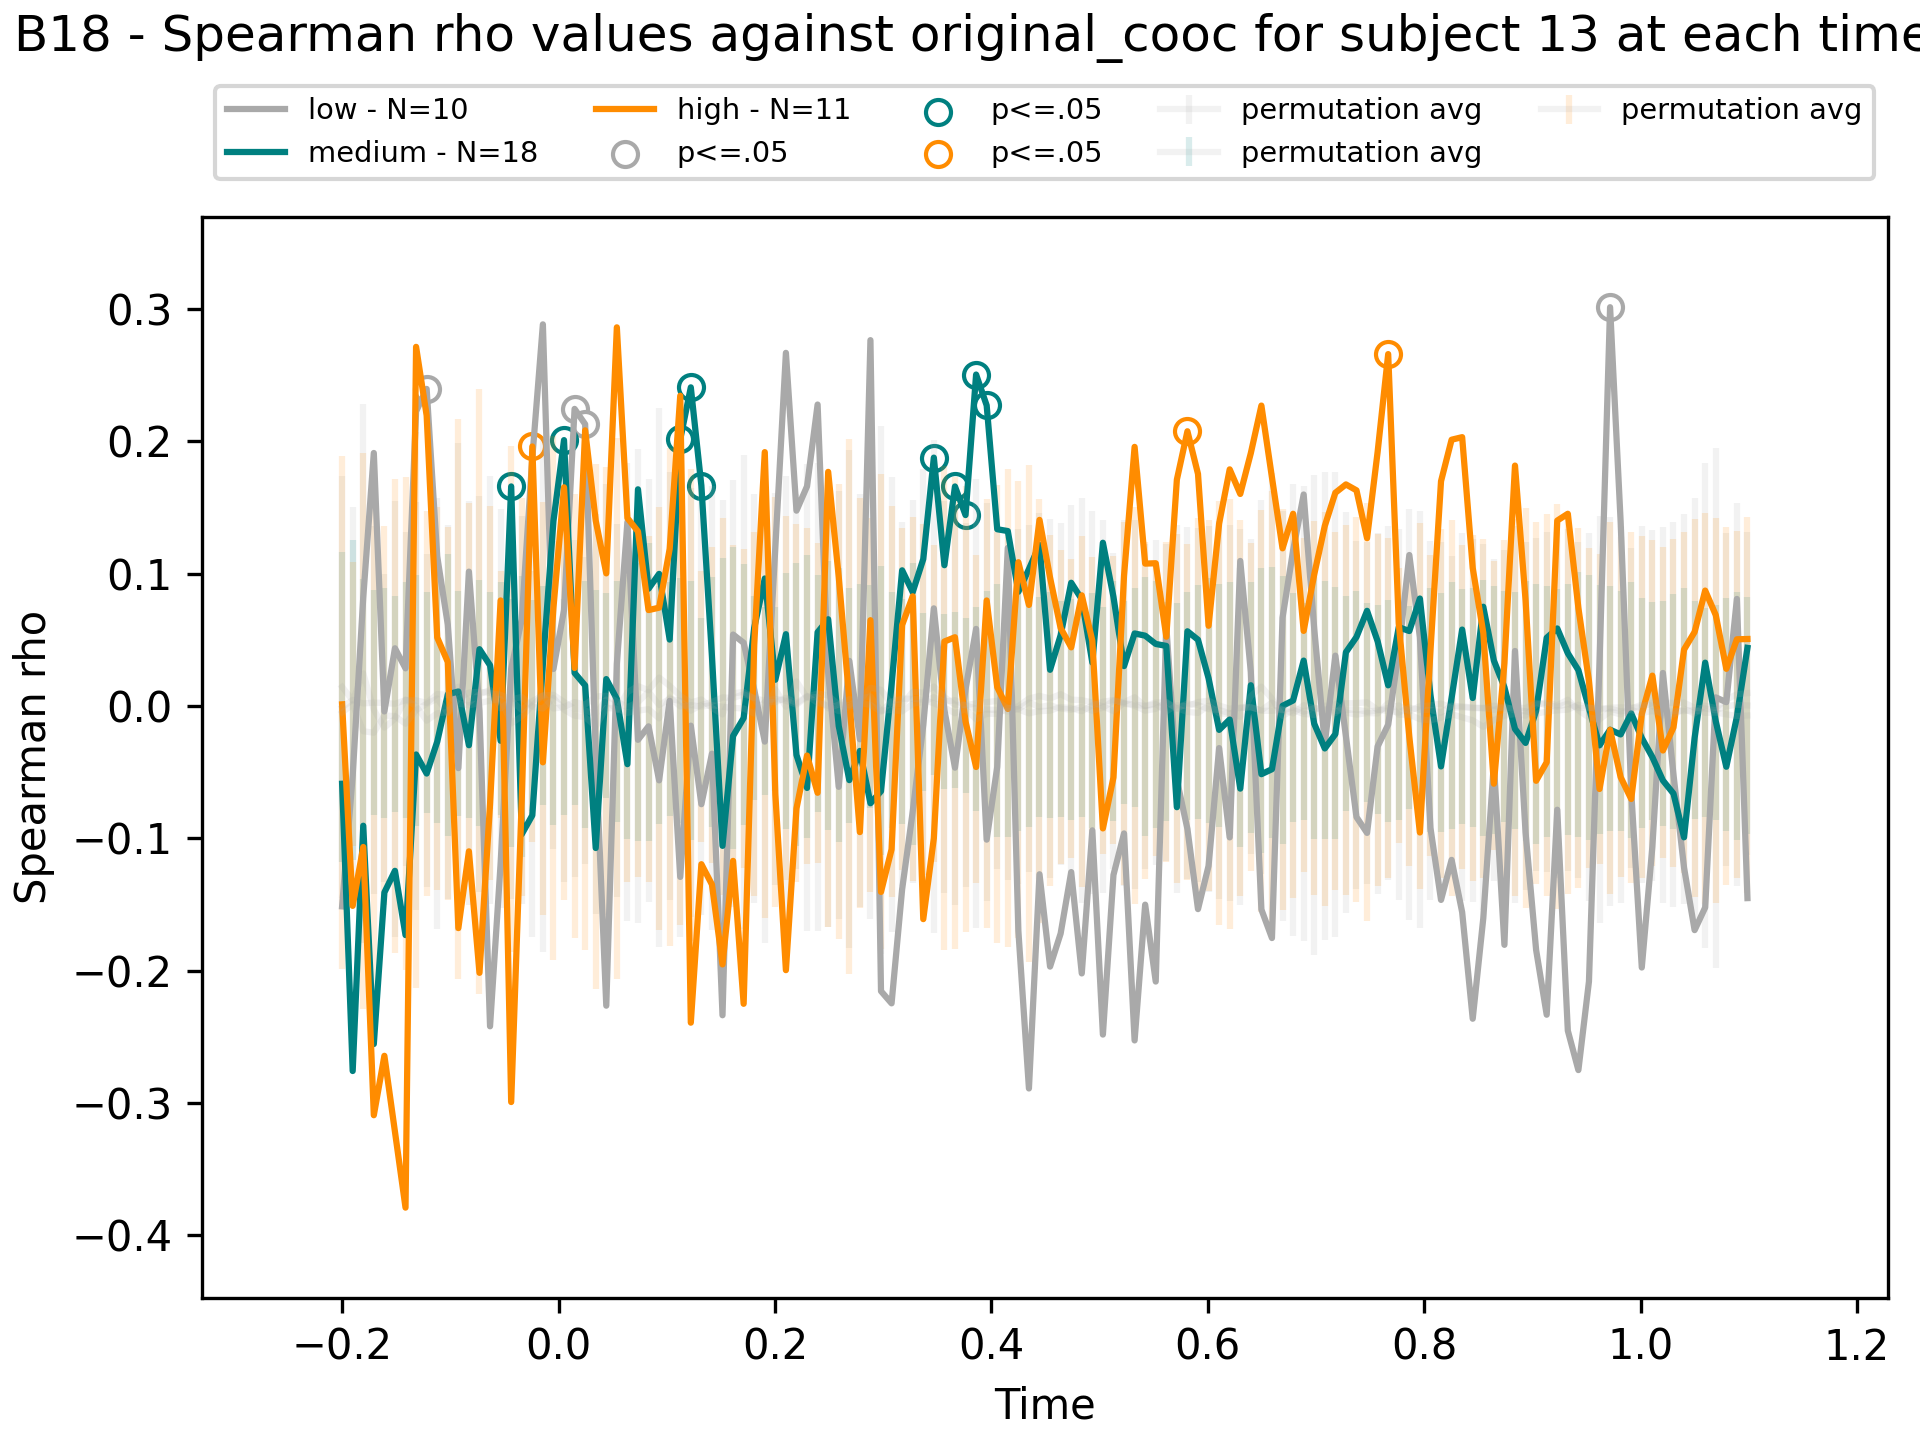 B18 - Spearman rho values against original_cooc for subject 13 at each time
low - N=10
medium - N=18
high - N=11
p<=.05
p<=.05
p<=.05
permutation avg
permutation avg
permutation avg
Spearman rho
0.3
0.2
0.1
0.0
−0.1
−0.2
−0.3
−0.4
−0.2 0.0 0.2 0.4 0.6 0.8 1.0 1.2
Time